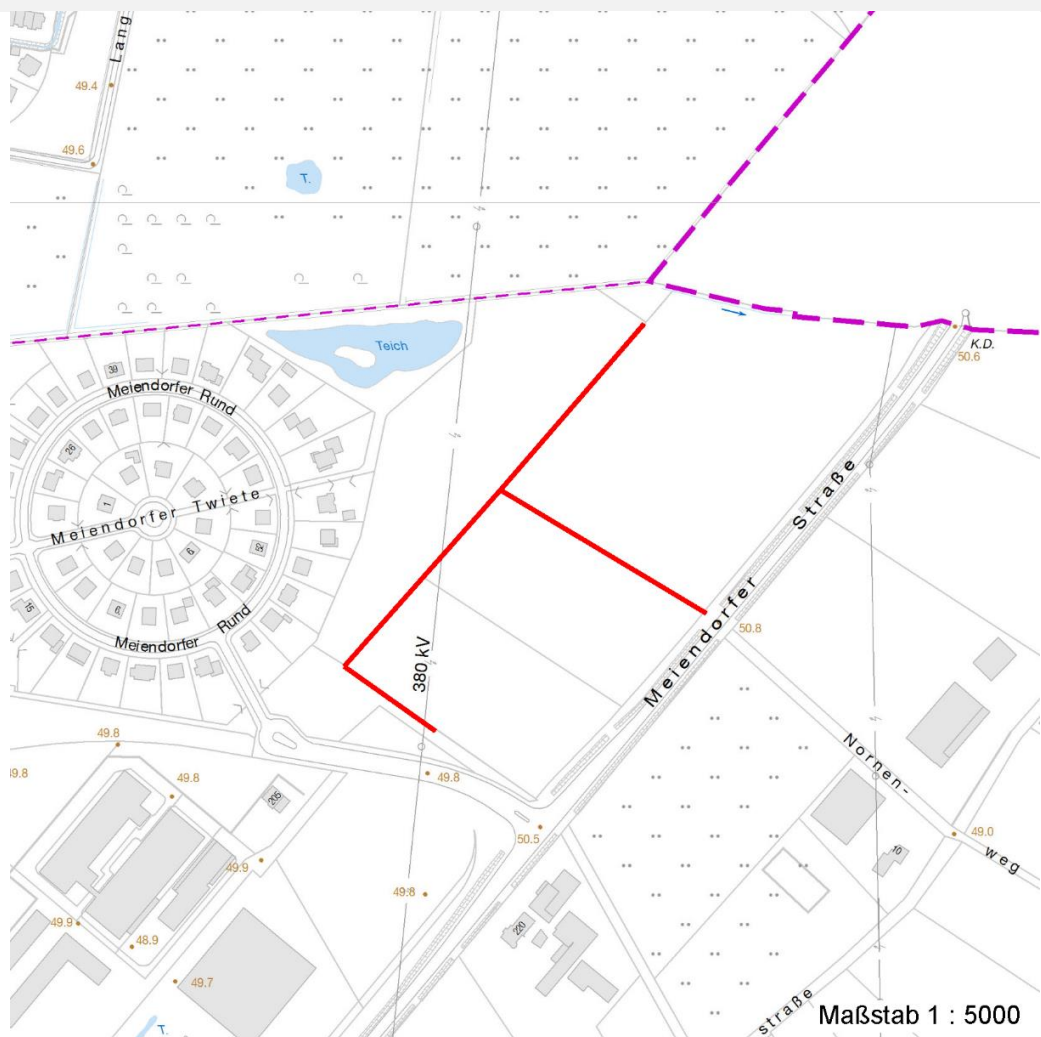 Lang
49.4
49.6
T.
Teich
K.D.
50.6
39
Meiendorfer Rund
26
1
Meiendorfer Twiete
6
52
15
Meiendorfer Rund
Meiendorfer Straße
380 kV
50.8
49.8
49.8
49.8
49.8
Nornen-
weg
205
50.5
10
49.0
49.9
49.8
220
49.9
48.9
49.7
T.
straße
Maßstab 1 : 5000